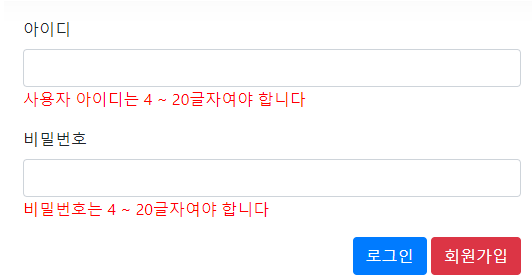 아이디
사용자 아이디는 4 ~ 20글자여야 합니다
비밀번호
비밀번호는 4 ~ 20글자여야 합니다
로그인 회원가입